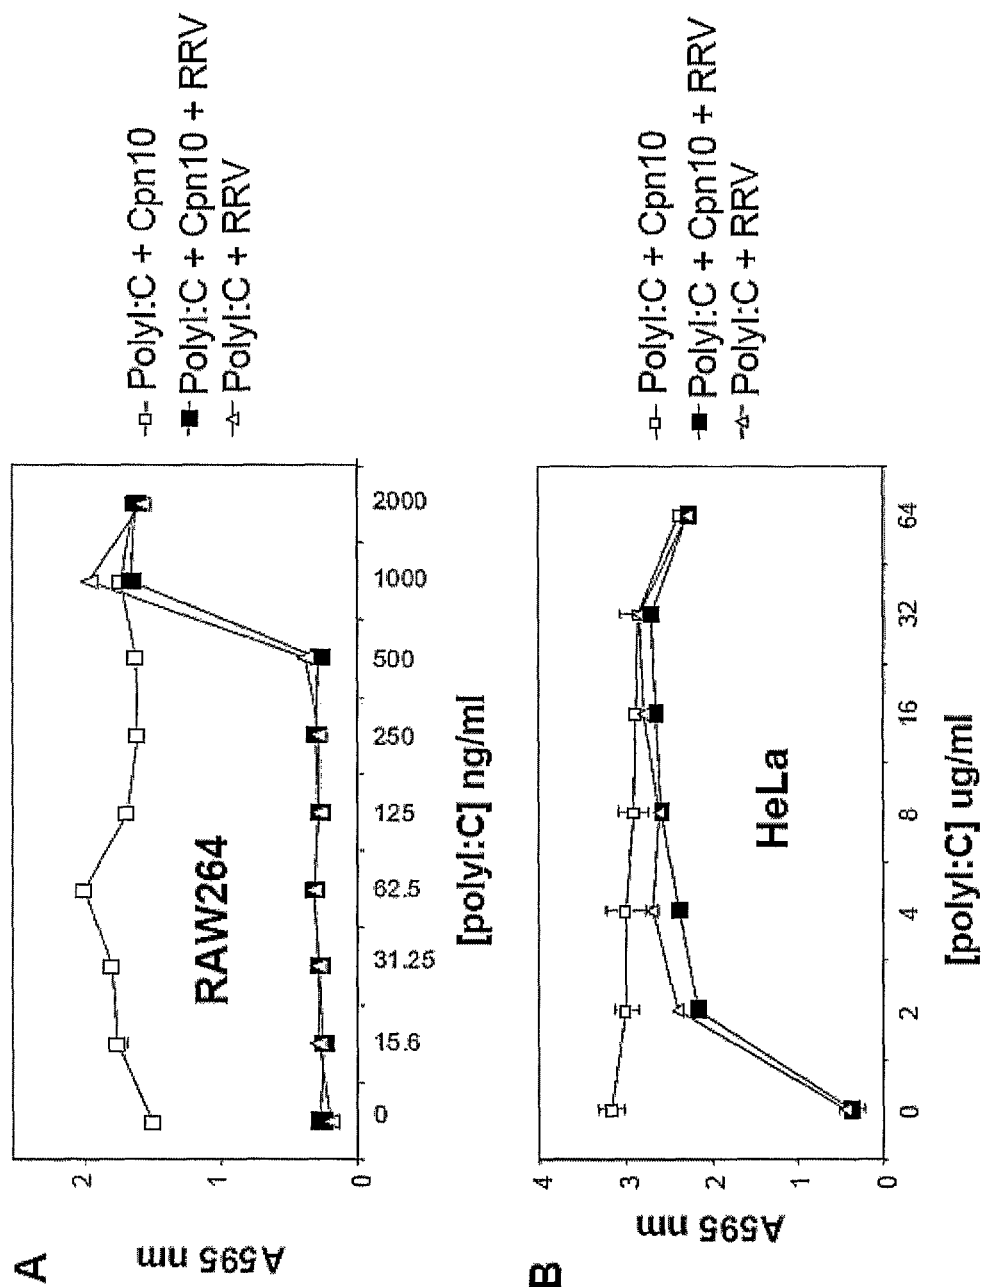 A
A595 nm
2
1
0
RAW264
0
15.6
31.25
62.5
125
250
500
1000
2000
[polyI:C] ng/ml
PolyI:C + Cpn10
PolyI:C + Cpn10 + RRV
PolyI:C + RRV
B
A595 nm
4
3
2
1
0
HeLa
0
2
4
8
16
32
64
[polyI:C] ug/ml
PolyI:C + Cpn10
PolyI:C + Cpn10 + RRV
PolyI:C + RRV